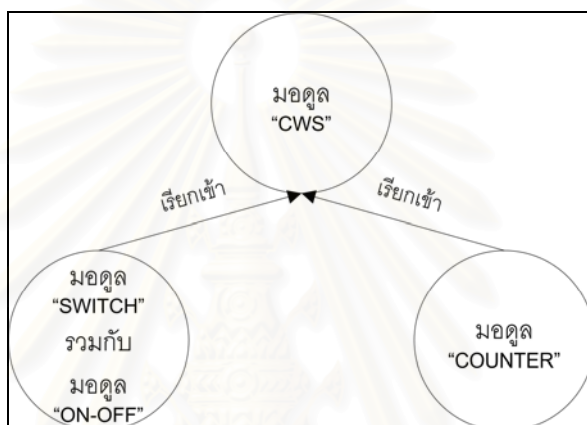 มอดูล
“CWS”
เรียกเข้า
เรียกเข้า
มอดูล
“SWITCH”
รวมกับ
มอดูล
“ON-OFF”
มอดูล
“COUNTER”